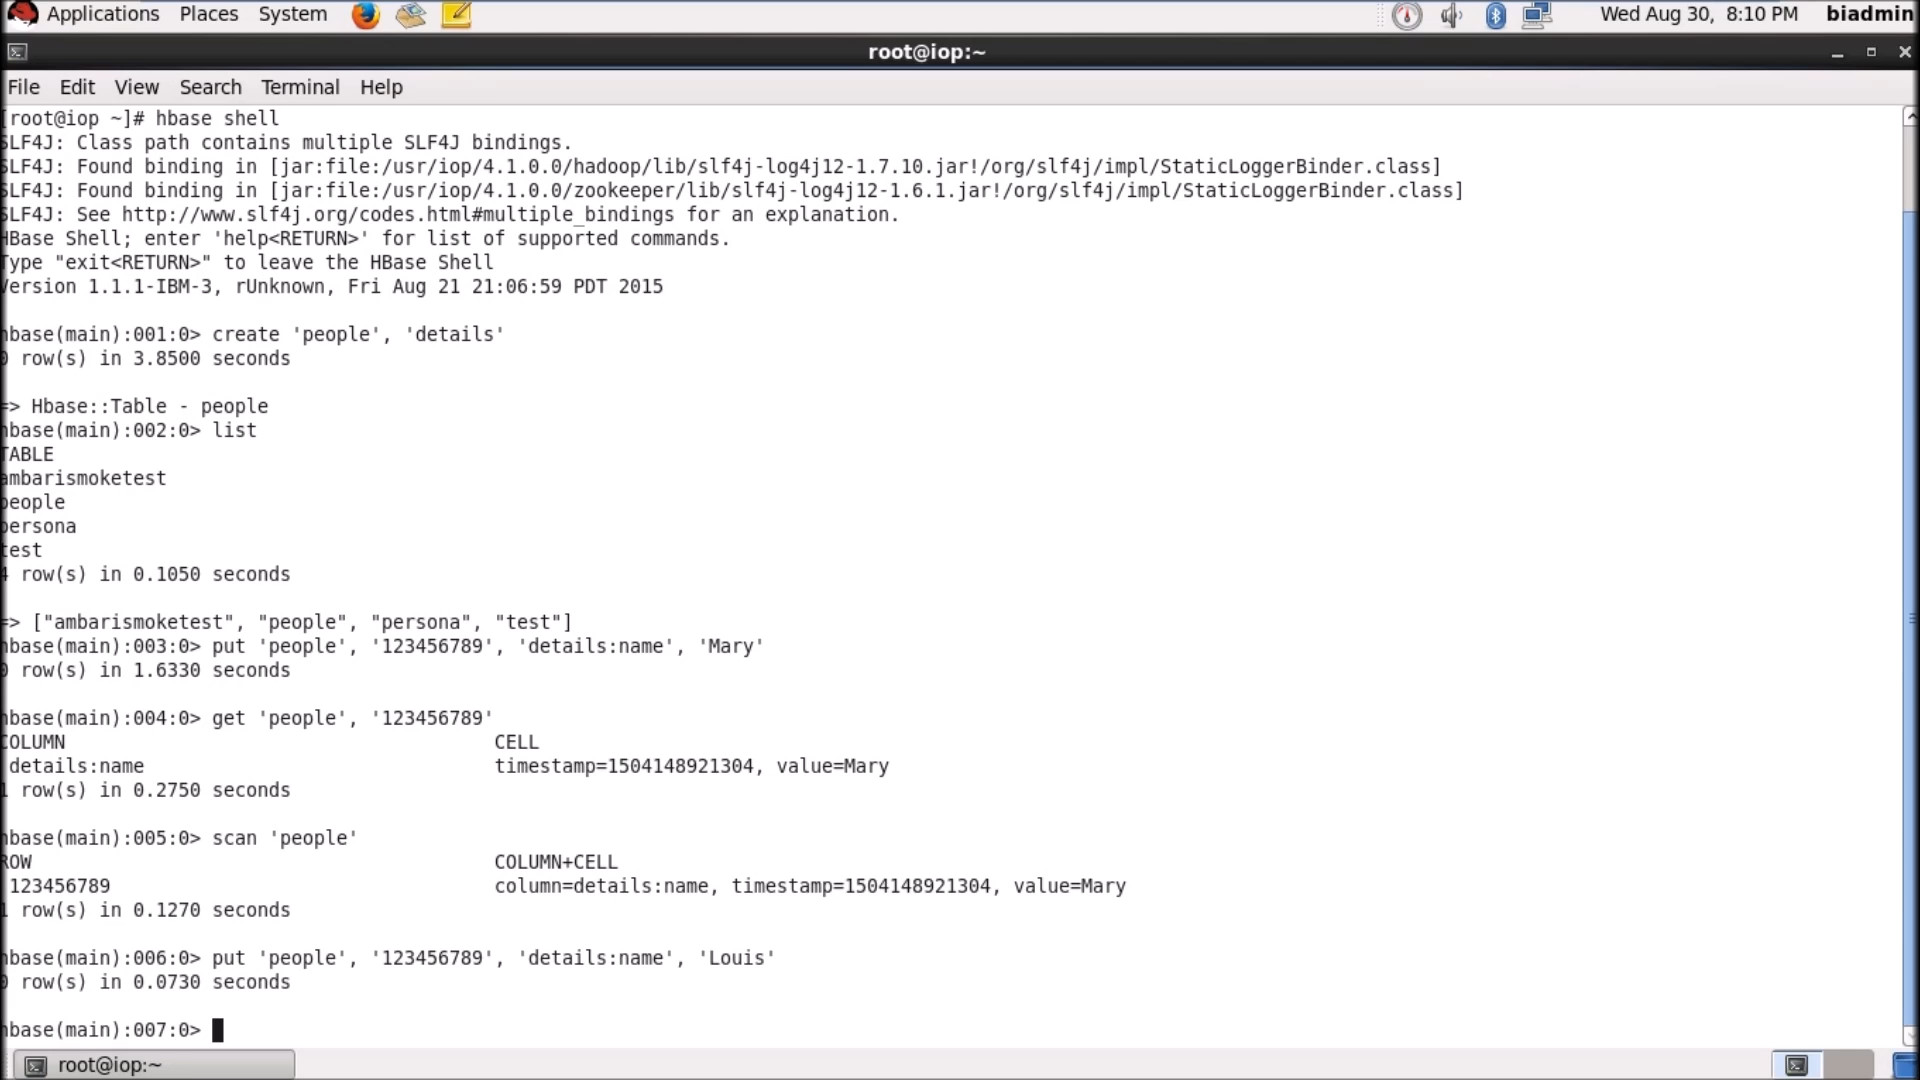 Applications Places System Wed Aug 30, 8:10 PM biadmin
root@iop:~
File Edit View Search Terminal Help
[root@iop ~]# hbase shell
SLF4J: Class path contains multiple SLF4J bindings.
SLF4J: Found binding in [jar:file:/usr/iop/4.1.0.0/hadoop/lib/slf4j-log4j12-1.7.10.jar!/org/slf4j/impl/StaticLoggerBinder.class]
SLF4J: Found binding in [jar:file:/usr/iop/4.1.0.0/zookeeper/lib/slf4j-log4j12-1.6.1.jar!/org/slf4j/impl/StaticLoggerBinder.class]
SLF4J: See http://www.slf4j.org/codes.html#multiple_bindings for an explanation.
HBase Shell; enter 'help<RETURN>' for list of supported commands.
Type "exit<RETURN>" to leave the HBase Shell
Version 1.1.1-IBM-3, rUnknown, Fri Aug 21 21:06:59 PDT 2015
hbase(main):001:0> create 'people', 'details'
0 row(s) in 3.8500 seconds
=> Hbase::Table - people
hbase(main):002:0> list
TABLE
ambarismoketest
people
persona
test
4 row(s) in 0.1050 seconds
=> ["ambarismoketest", "people", "persona", "test"]
hbase(main):003:0> put 'people', '123456789', 'details:name', 'Mary'
0 row(s) in 1.6330 seconds
hbase(main):004:0> get 'people', '123456789'
COLUMN CELL
details:name timestamp=1504148921304, value=Mary
1 row(s) in 0.2750 seconds
hbase(main):005:0> scan 'people'
ROW COLUMN+CELL
123456789 column=details:name, timestamp=1504148921304, value=Mary
1 row(s) in 0.1270 seconds
hbase(main):006:0> put 'people', '123456789', 'details:name', 'Louis'
0 row(s) in 0.0730 seconds
hbase(main):007:0>
root@iop:~